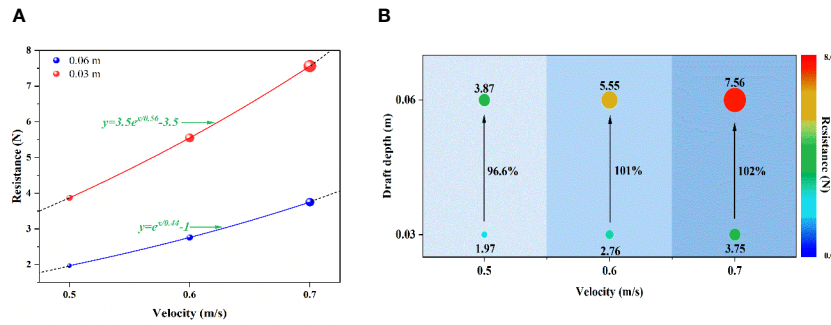 A
8
7
6
5
4
3
2
0.06 m
0.03 m
y=3.5e^{x/0.56}-3.5
y=e^{x/0.44}-1
0.5
0.6
0.7
Velocity (m/s)
Resistance (N)
B
0.06
0.03
Draft depth (m)
3.87
5.55
7.56
96.6%
101%
102%
1.97
2.76
3.75
0.5
0.6
0.7
Velocity (m/s)
Resistance (N)